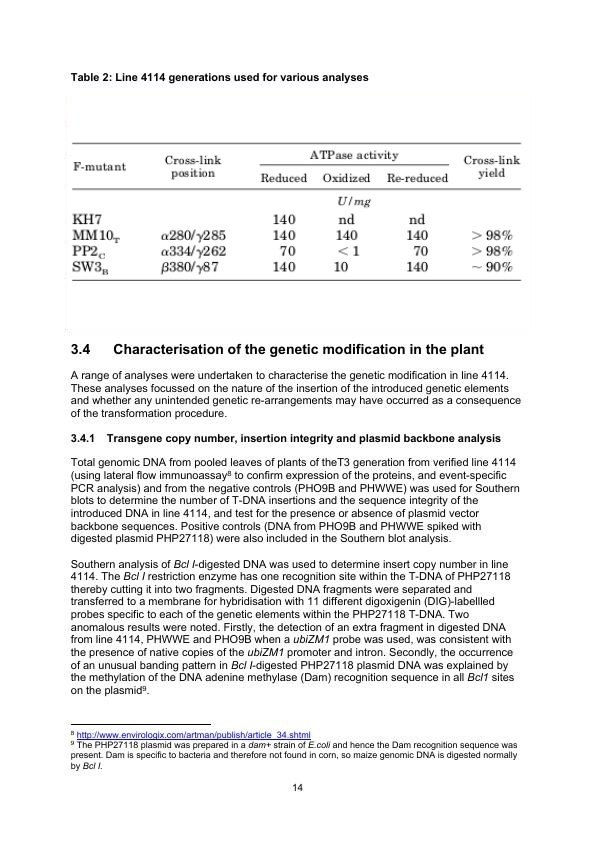 Table 2: Line 4114 generations used for various analyses
F-mutant Cross-link position ATPase activity Cross-link yield
Reduced Oxidized Re-reduced
U/mg
KH7 140 nd nd
MM10T α280/γ285 140 140 140 > 98%
PP2C α334/γ262 70 < 1 70 > 98%
SW3B β380/γ87 140 10 140 ~ 90%
3.4 Characterisation of the genetic modification in the plant
A range of analyses were undertaken to characterise the genetic modification in line 4114.
These analyses focussed on the nature of the insertion of the introduced genetic elements
and whether any unintended genetic re-arrangements may have occurred as a consequence
of the transformation procedure.
3.4.1 Transgene copy number, insertion integrity and plasmid backbone analysis
Total genomic DNA from pooled leaves of plants of theT3 generation from verified line 4114
(using lateral flow immunoassay8 to confirm expression of the proteins, and event-specific
PCR analysis) and from the negative controls (PHO9B and PHWWE) was used for Southern
blots to determine the number of T-DNA insertions and the sequence integrity of the
introduced DNA in line 4114, and test for the presence or absence of plasmid vector
backbone sequences. Positive controls (DNA from PHO9B and PHWWE spiked with
digested plasmid PHP27118) were also included in the Southern blot analysis.
Southern analysis of Bcl I-digested DNA was used to determine insert copy number in line
4114. The Bcl I restriction enzyme has one recognition site within the T-DNA of PHP27118
thereby cutting it into two fragments. Digested DNA fragments were separated and
transferred to a membrane for hybridisation with 11 different digoxigenin (DIG)-labellled
probes specific to each of the genetic elements within the PHP27118 T-DNA. Two
anomalous results were noted. Firstly, the detection of an extra fragment in digested DNA
from line 4114, PHWWE and PHO9B when a ubiZM1 probe was used, was consistent with
the presence of native copies of the ubiZM1 promoter and intron. Secondly, the occurrence
of an unusual banding pattern in Bcl I-digested PHP27118 plasmid DNA was explained by
the methylation of the DNA adenine methylase (Dam) recognition sequence in all Bcl1 sites
on the plasmid9.
8 http://www.envirologix.com/artman/publish/article_34.shtml
9 The PHP27118 plasmid was prepared in a dam+ strain of E.coli and hence the Dam recognition sequence was
present. Dam is specific to bacteria and therefore not found in corn, so maize genomic DNA is digested normally
by Bcl I.
14